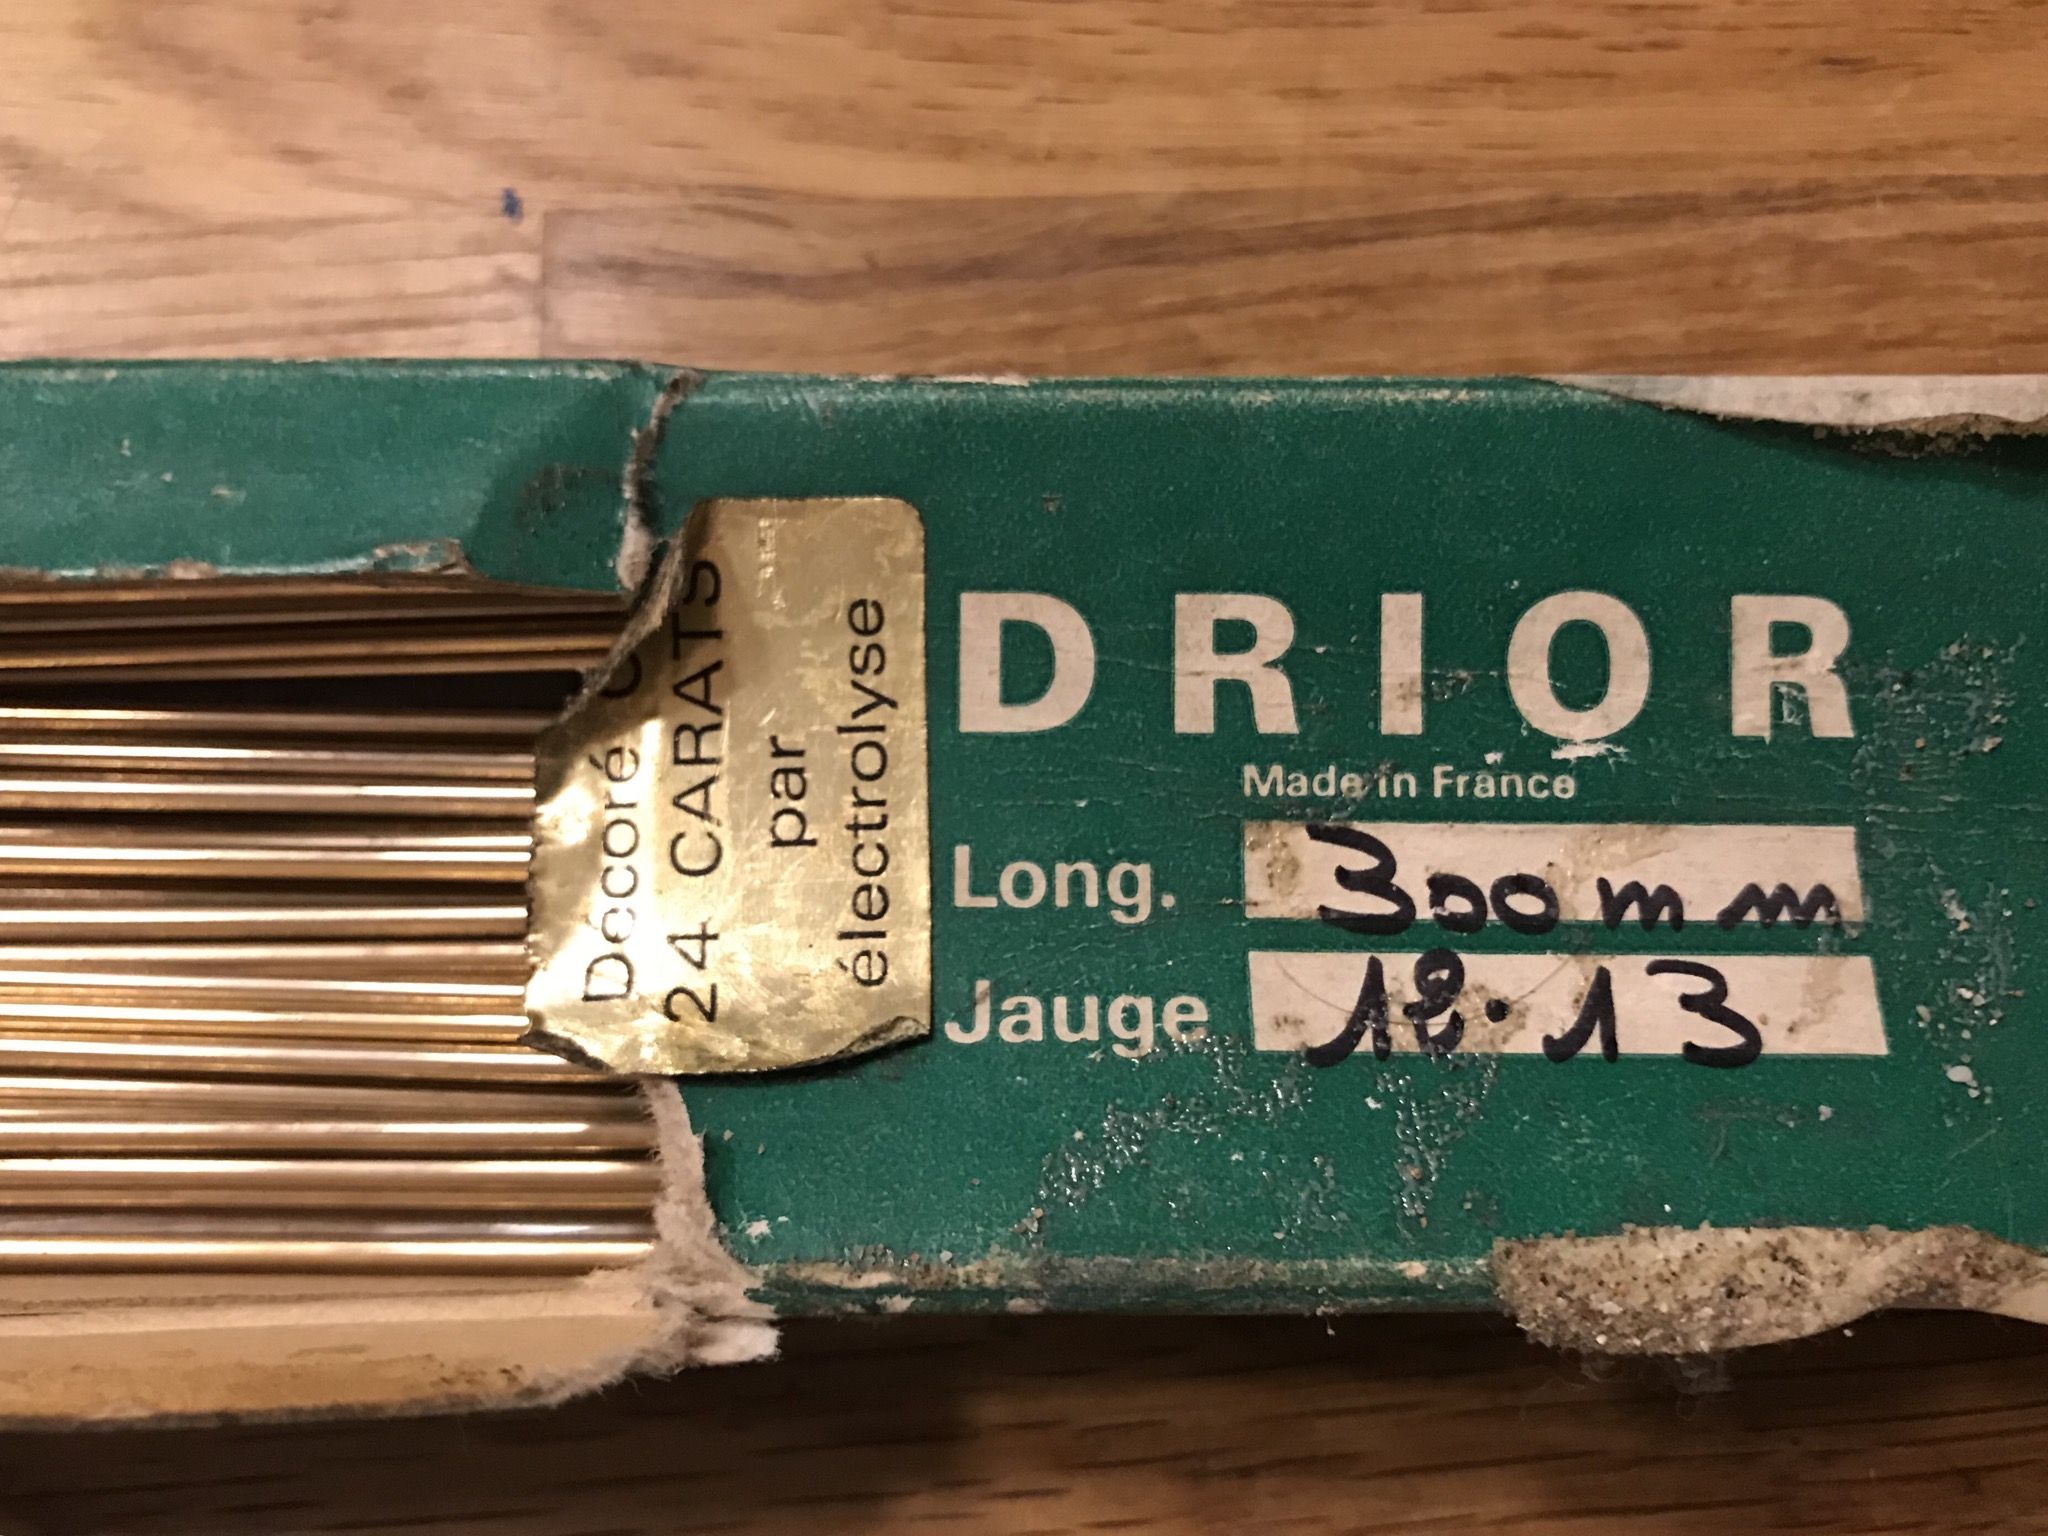 Décoré
24 CARATS
par
électrolyse
DRIOR
Made in France
Long. 300 mm
Jauge 12.13